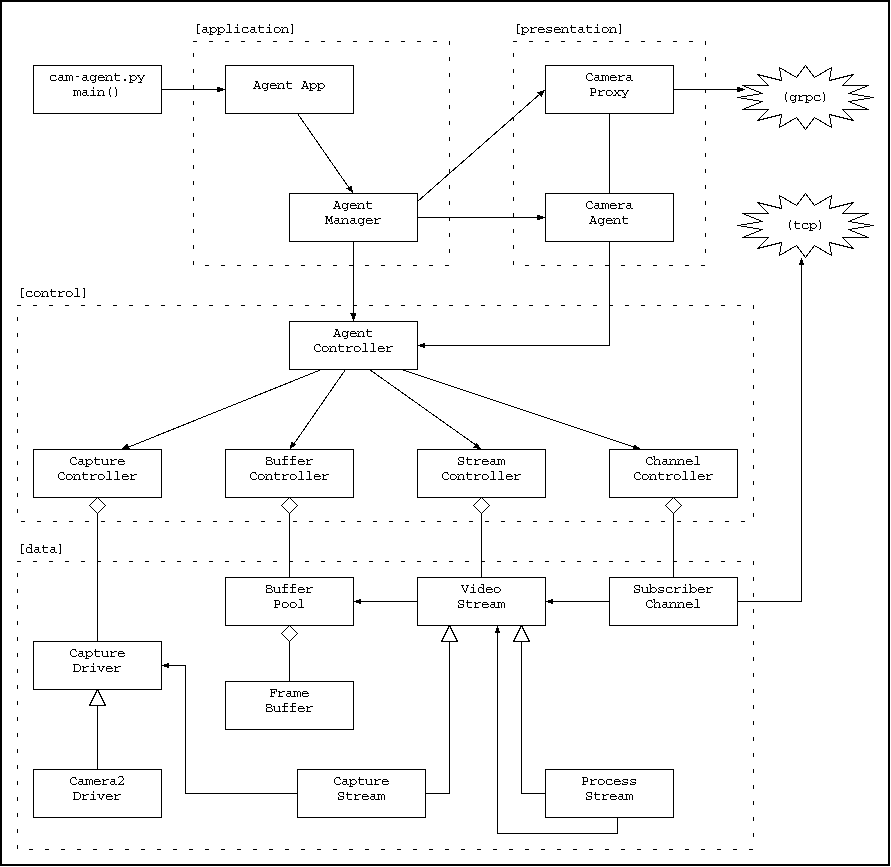 [application]
[presentation]
cam-agent.py
main()
Agent App
Camera
Proxy
(grpc)
Agent
Manager
Camera
Agent
(tcp)
[control]
Agent
Controller
Capture
Controller
Buffer
Controller
Stream
Controller
Channel
Controller
[data]
Buffer
Pool
Video
Stream
Subscriber
Channel
Capture
Driver
Frame
Buffer
Camera2
Driver
Capture
Stream
Process
Stream